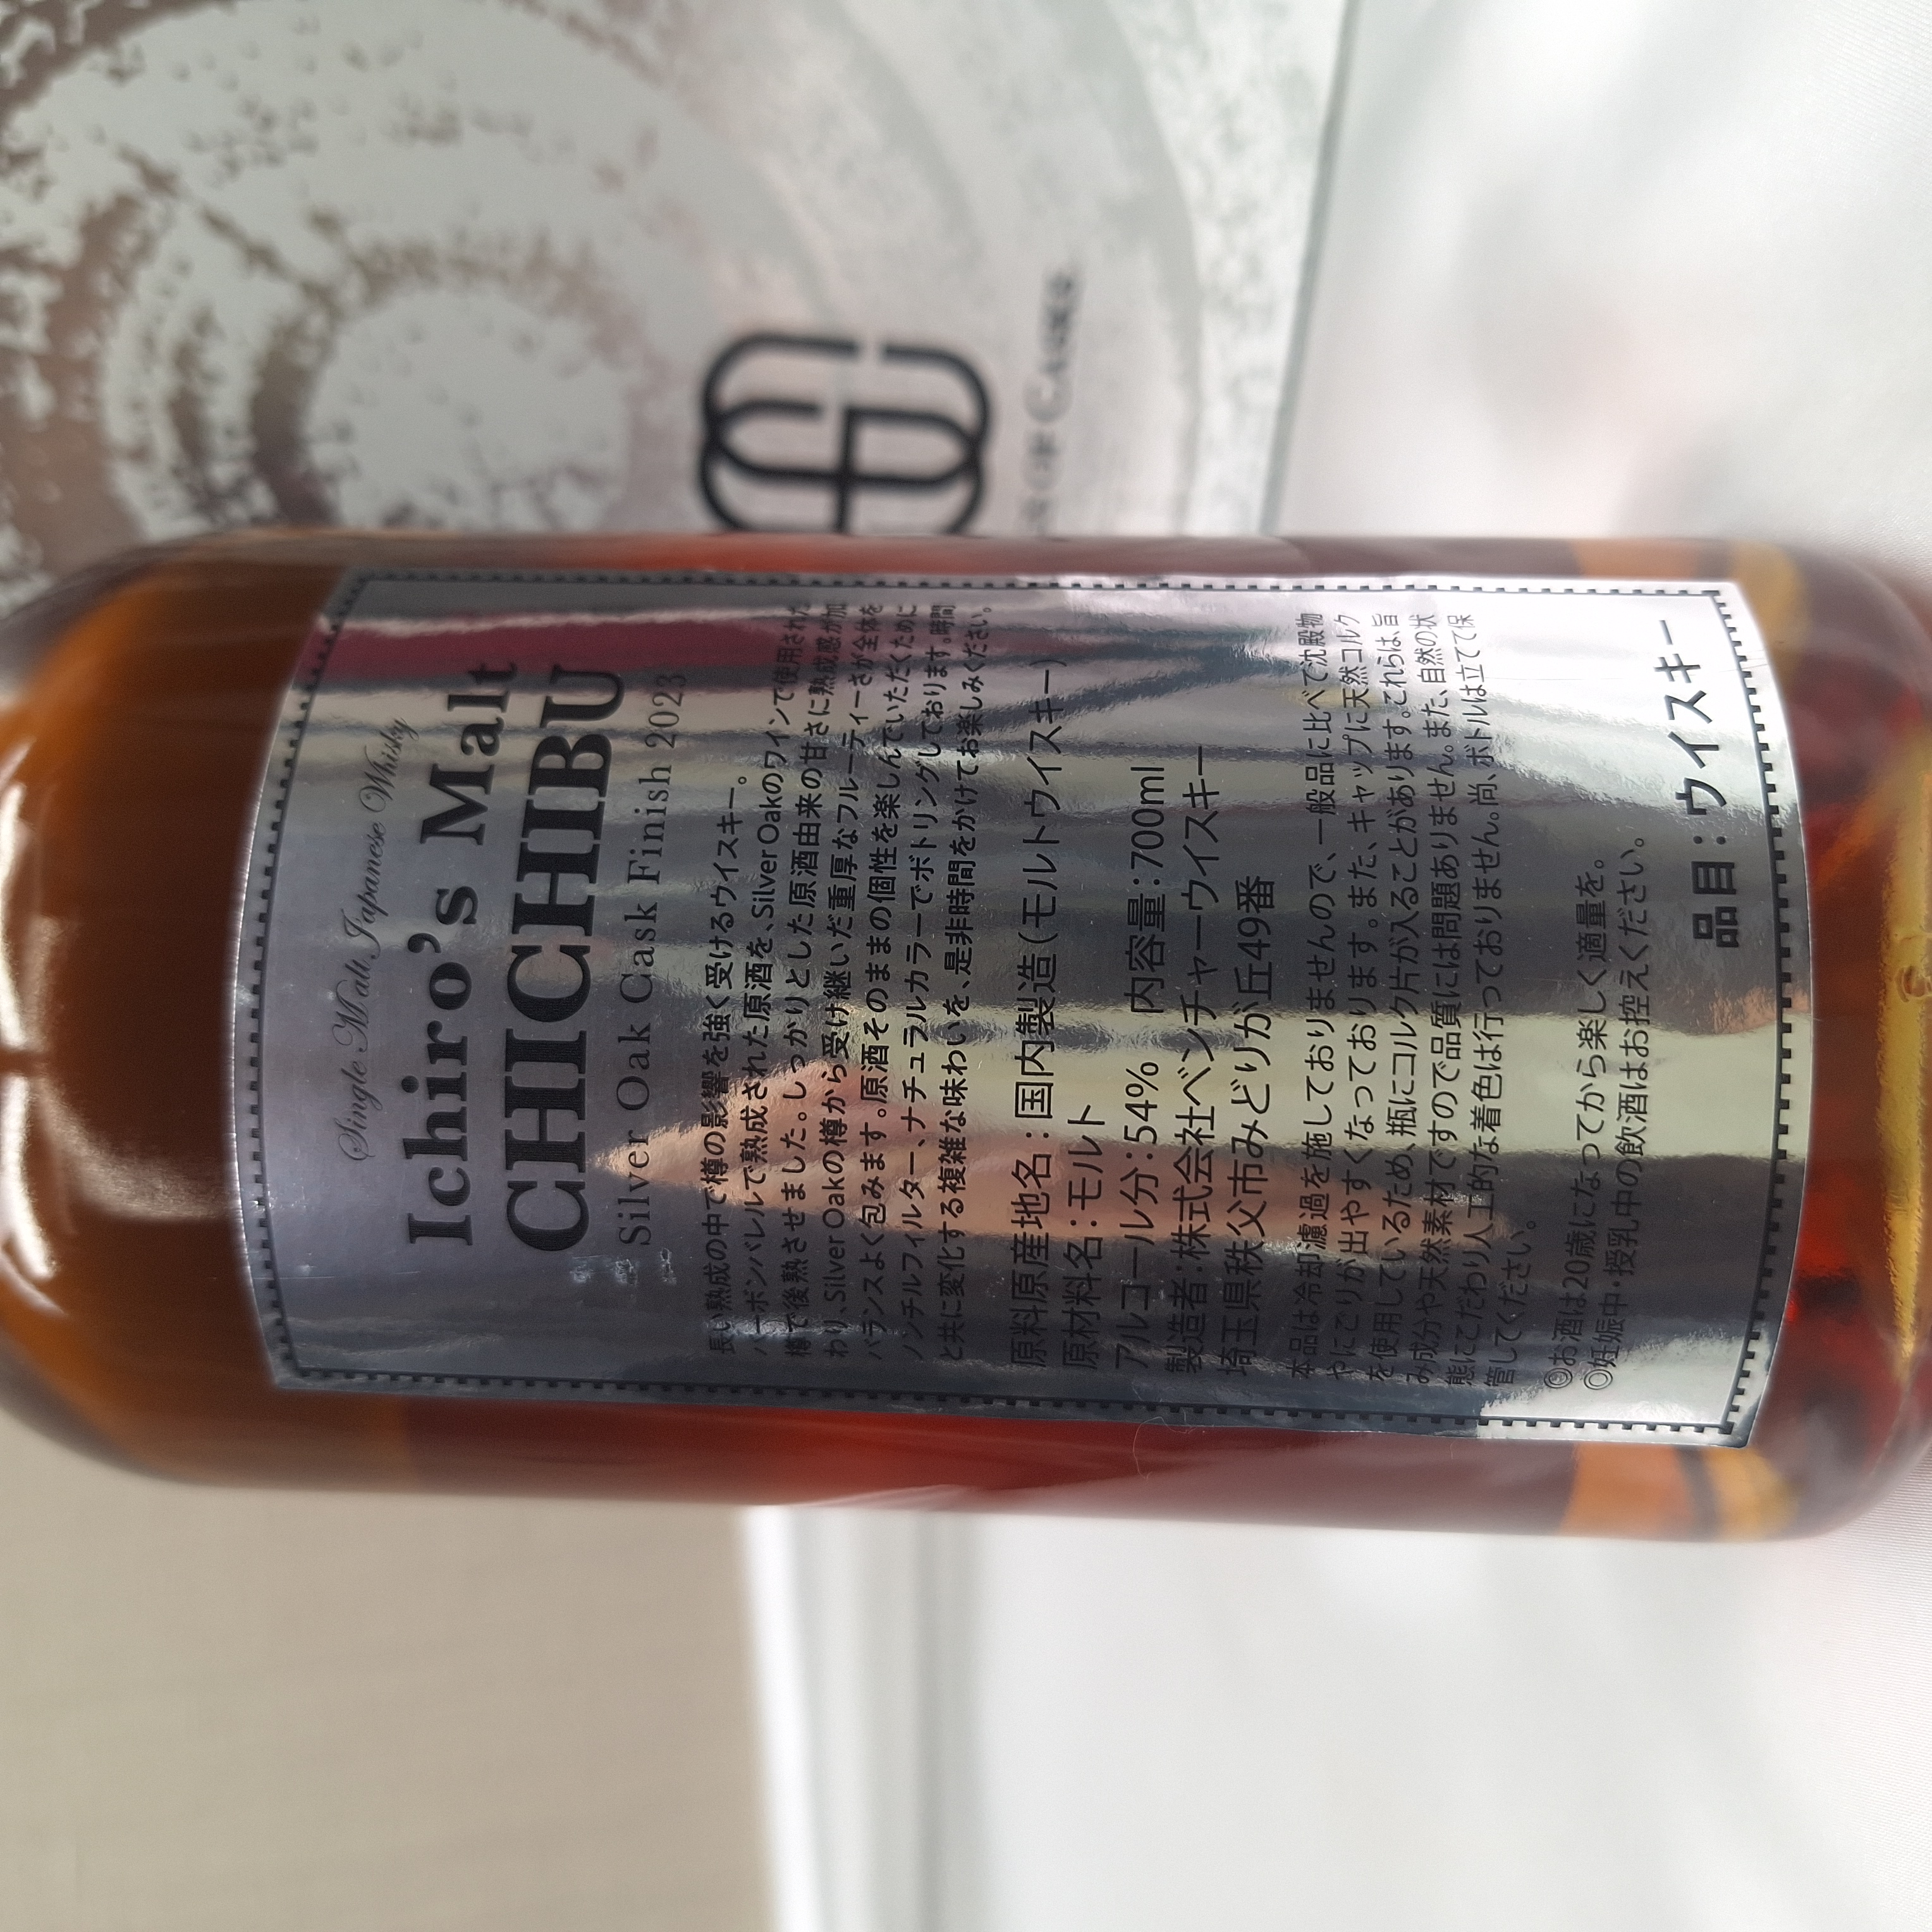 Single Malt Japanese Whisky
Ichiro's Malt
CHICHIBU
Silver Oak Cask Finish 2023
長い熟成の中で樽の影響を強く受けるウイスキー。
バーボンバレルで熟成された原酒を、Silver Oakのワインで使用された
樽で後熟させました。しっかりとした原酒由来の甘さに熟成感が加
わり、Silver Oakの樽から受け継いだ重厚なフルーティーさが全体を
バランスよく包みます。原酒そのままの個性を楽しんでいただくために
ノンチルフィルター、ナチュラルカラーでボトリングしております。時間
と共に変化する複雑な味わいを、是非時間をかけてお楽しみください。
原料原産地名：国内製造（モルトウイスキー）
原材料名：モルト
アルコール分：54% 内容量：700ml
製造者：株式会社ベンチャーウイスキー
埼玉県秩父市みどりが丘49番
本品は冷却濾過を施しておりませんので、一般品に比べて沈殿物
やにごりが出やすくなっております。また、キャップに天然コルク
を使用しているため、瓶にコルク片が入ることがあります。これらは、旨
み成分や天然素材ですので品質には問題ありません。また、自然の状
態にこだわり人工的な着色は行っておりません。尚、ボトルは立てて保
管してください。
◎お酒は20歳になってから楽しく適量を。
◎妊娠中・授乳中の飲酒はお控えください。
品目：ウイスキー
OF CASKS